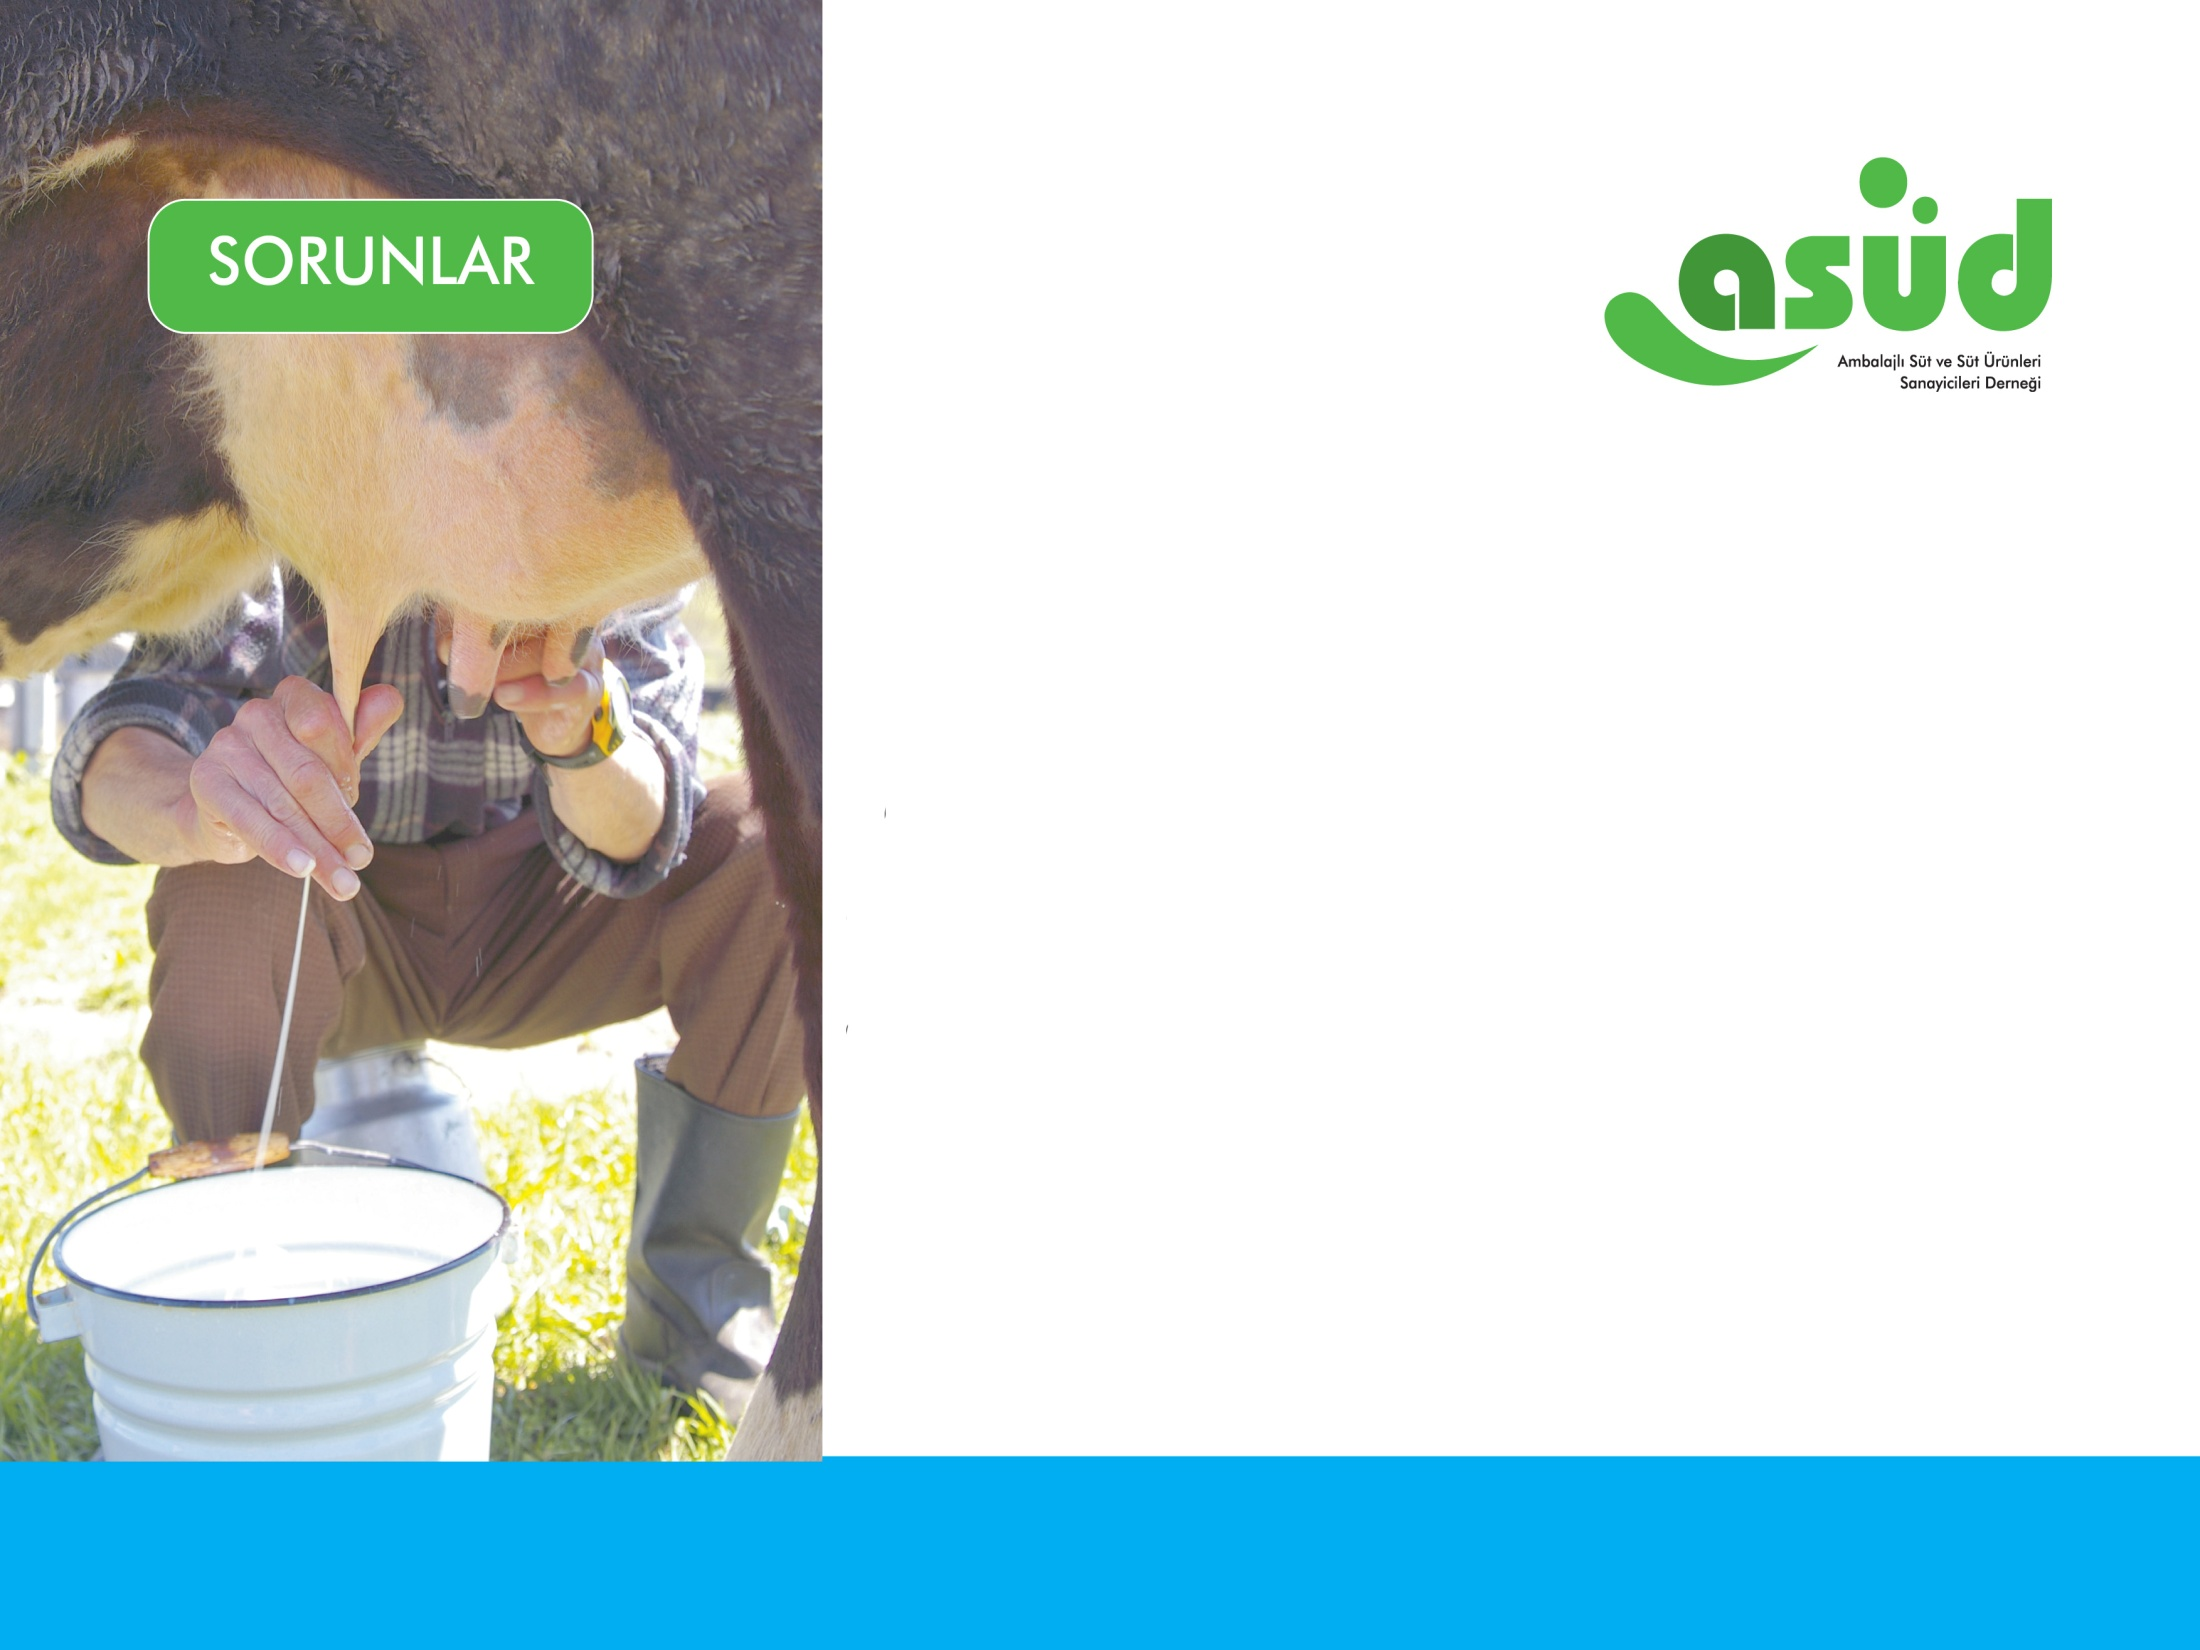 SORUNLAR
asüd
Ambalajlı Süt ve Süt Ürünleri
Sanayicileri Derneği